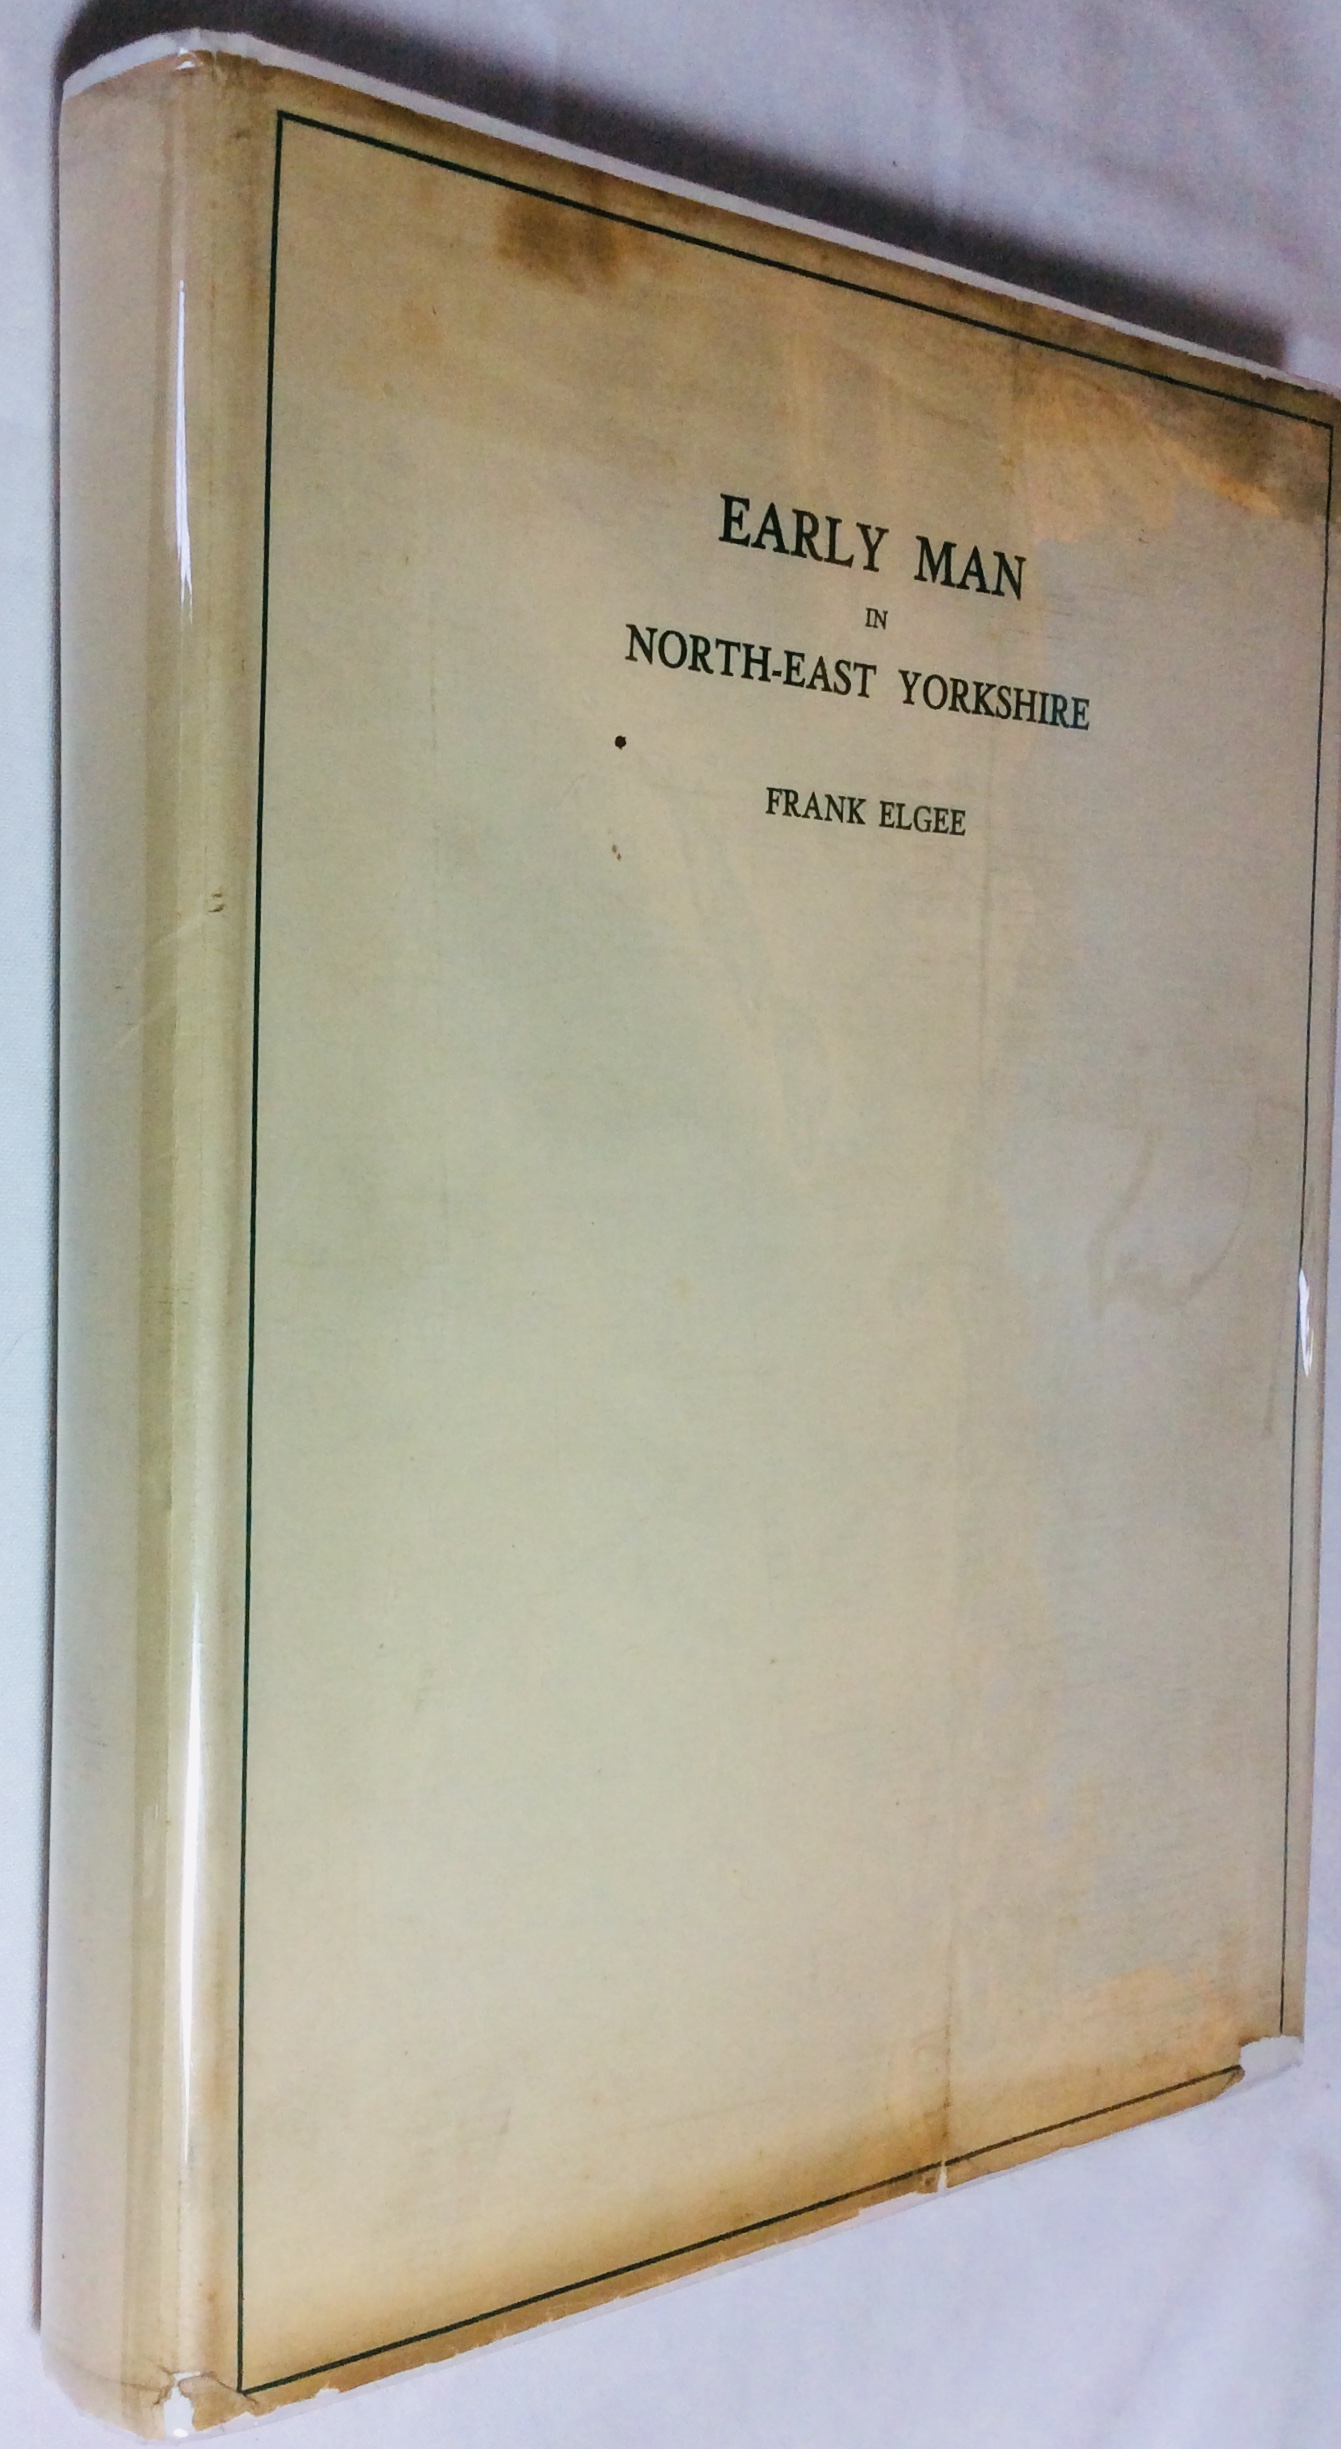 EARLY MAN
IN
NORTH-EAST YORKSHIRE
FRANK ELGEE